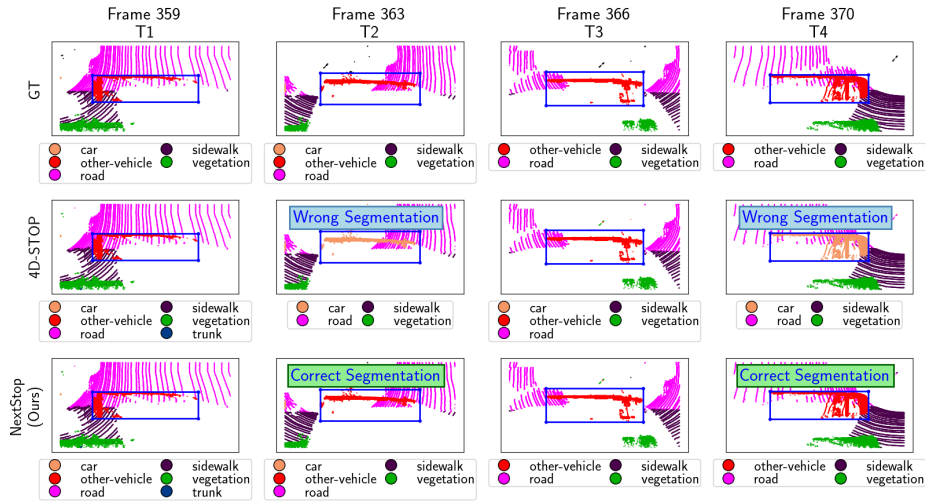 Frame 359 Frame 363 Frame 366 Frame 370
T1 T2 T3 T4
GT
car sidewalk
other-vehicle vegetation
road
car sidewalk
other-vehicle vegetation
road
other-vehicle sidewalk
road vegetation
other-vehicle sidewalk
road vegetation
4D-STOP
Wrong Segmentation
Wrong Segmentation
car sidewalk
other-vehicle vegetation
road trunk
car sidewalk
road vegetation
car sidewalk
other-vehicle vegetation
road
car sidewalk
road vegetation
NextStop
(Ours)
Correct Segmentation
Correct Segmentation
car sidewalk
other-vehicle vegetation
road trunk
car sidewalk
other-vehicle vegetation
road
other-vehicle sidewalk
road vegetation
other-vehicle sidewalk
road vegetation